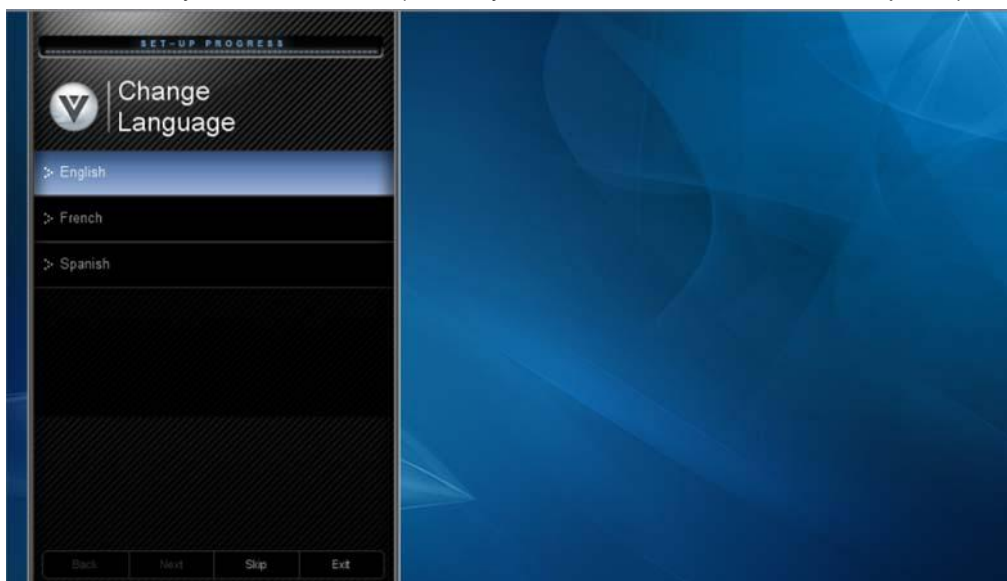 SET-UP PROGRESS
Change
Language
> English
> French
> Spanish
Back Next Skip Exit